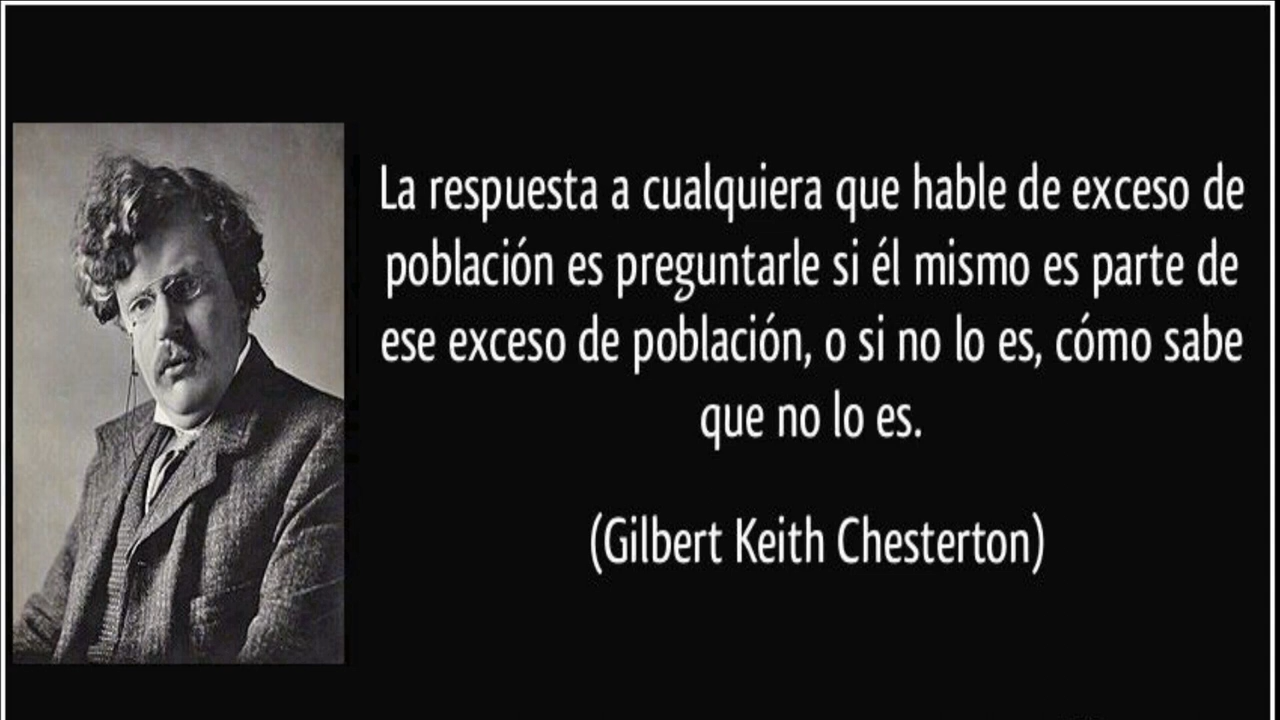 La respuesta a cualquiera que hable de exceso de
población es preguntarle si él mismo es parte de
ese exceso de población, o si no lo es, cómo sabe
que no lo es.
(Gilbert Keith Chesterton)